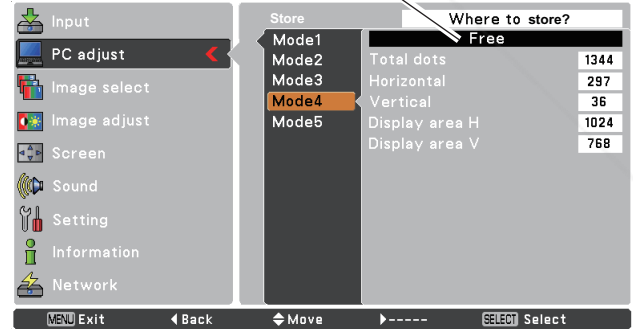 Input
PC adjust
Image select
Image adjust
Screen
Sound
Setting
Information
Network
Store
Where to store?
Mode1
Mode2
Mode3
Mode4
Mode5
Free
Total dots 1344
Horizontal 297
Vertical 36
Display area H 1024
Display area V 768
MENU Exit Back Move ----- SELECT Select